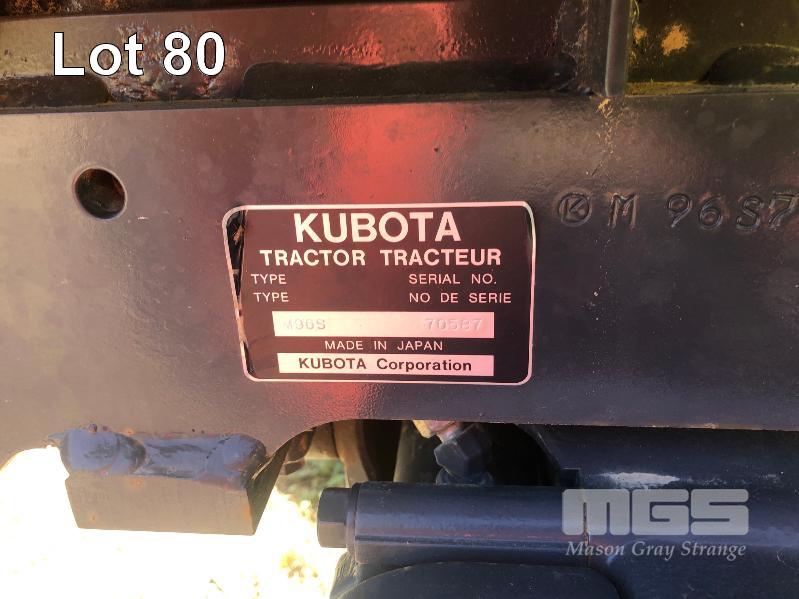 Lot 80
KUBOTA
TRACTOR TRACTEUR
TYPE SERIAL NO.
TYPE NO DE SERIE
M96S 70587
MADE IN JAPAN
KUBOTA Corporation
K M 96S7
MGS
Mason Gray Strange